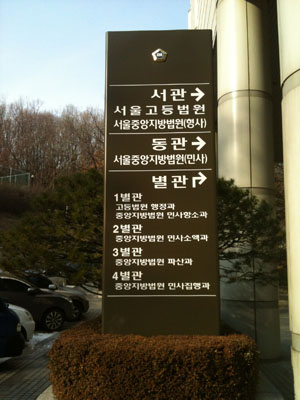 서관 →
서울고등법원
서울중앙지방법원(형사)
동관 →
서울중앙지방법원(민사)
별관 ↱
1별관
고등법원 행정과
중앙지방법원 민사항소과
2별관
중앙지방법원 민사소액과
3별관
중앙지방법원 파산과
4별관
중앙지방법원 민사집행과